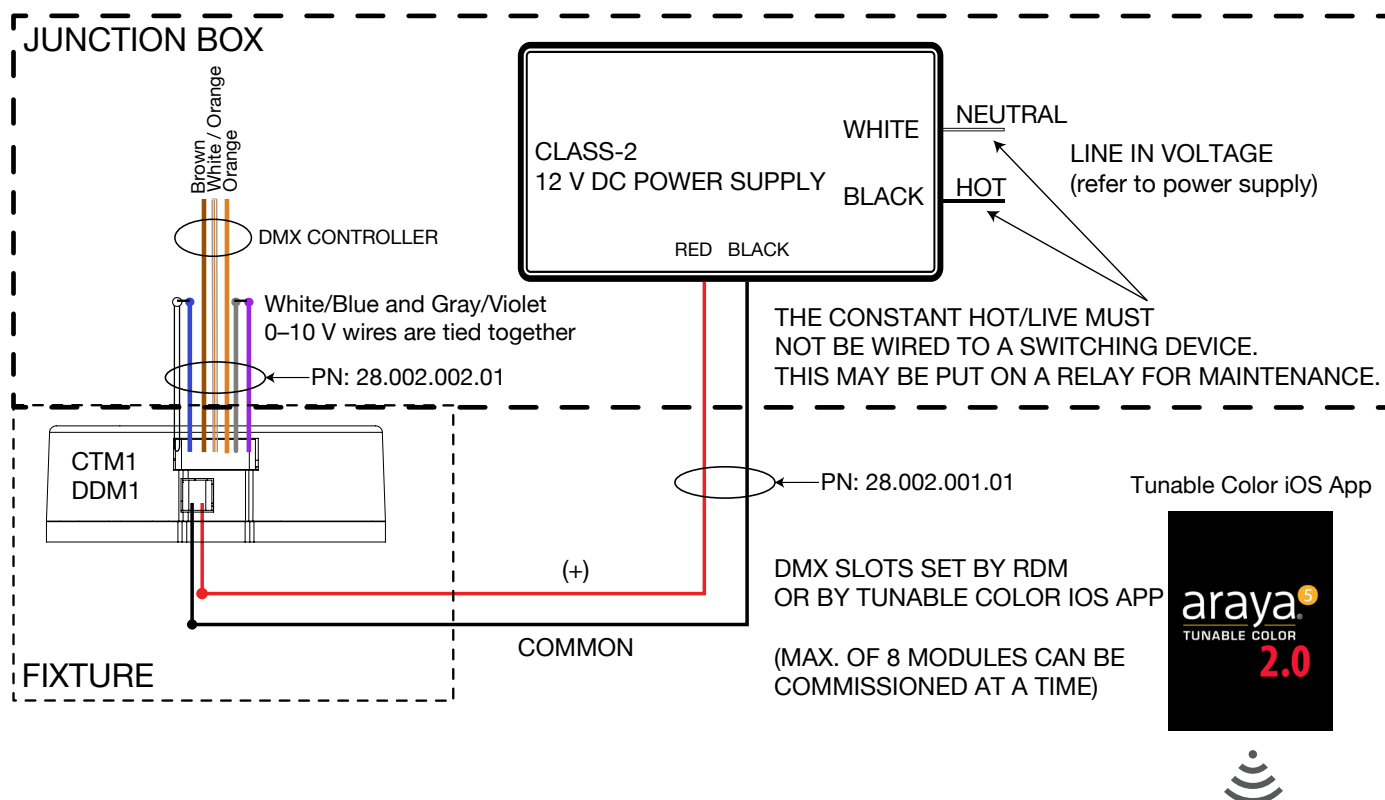 JUNCTION BOX
Brown
White / Orange
Orange
DMX CONTROLLER
White/Blue and Gray/Violet
0–10 V wires are tied together
PN: 28.002.002.01
CLASS-2
12 V DC POWER SUPPLY
WHITE
BLACK
RED BLACK
NEUTRAL
HOT
LINE IN VOLTAGE
(refer to power supply)
THE CONSTANT HOT/LIVE MUST
NOT BE WIRED TO A SWITCHING DEVICE.
THIS MAY BE PUT ON A RELAY FOR MAINTENANCE.
CTM1
DDM1
PN: 28.002.001.01
(+)
COMMON
FIXTURE
DMX SLOTS SET BY RDM
OR BY TUNABLE COLOR IOS APP
(MAX. OF 8 MODULES CAN BE
COMMISSIONED AT A TIME)
Tunable Color iOS App
araya®5
TUNABLE COLOR
2.0